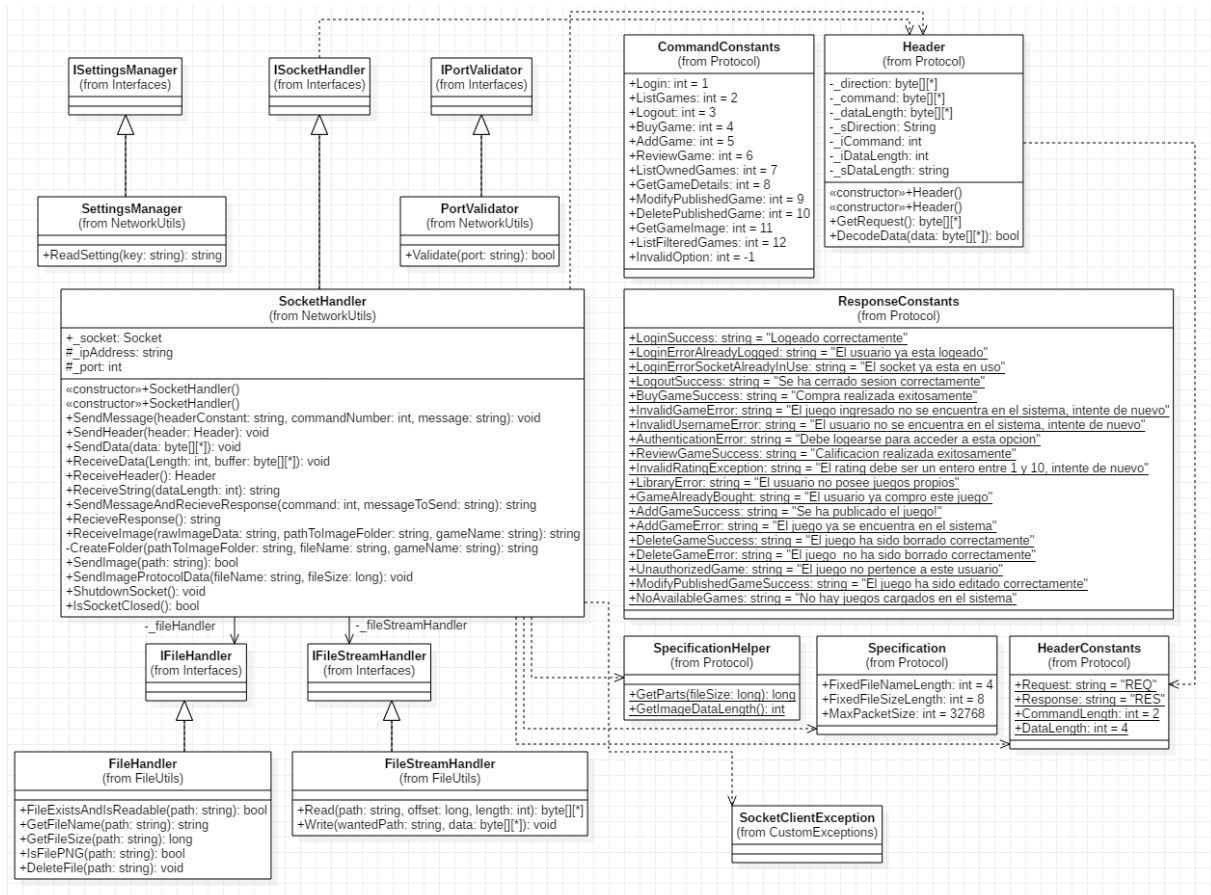 ISettingsManager
(from Interfaces)
ISocketHandler
(from Interfaces)
IPortValidator
(from Interfaces)
CommandConstants
(from Protocol)
+Login: int = 1
+ListGames: int = 2
+Logout: int = 3
+BuyGame: int = 4
+AddGame: int = 5
+ReviewGame: int = 6
+ListOwnedGames: int = 7
+GetGameDetails: int = 8
+ModifyPublishedGame: int = 9
+DeletePublishedGame: int = 10
+GetGameImage: int = 11
+ListFilteredGames: int = 12
+InvalidOption: int = -1
Header
(from Protocol)
-_direction: byte[][*]
-_command: byte[][*]
-_dataLength: byte[][*]
-_sDirection: String
-_iCommand: int
-_iDataLength: int
-_sDataLength: string
«constructor»+Header()
«constructor»+Header()
+GetRequest(): byte[][*]
+DecodeData(data: byte[][*]): bool
SettingsManager
(from NetworkUtils)
+ReadSetting(key: string): string
PortValidator
(from NetworkUtils)
+Validate(port: string): bool
SocketHandler
(from NetworkUtils)
+_socket: Socket
#_ipAddress: string
#_port: int
«constructor»+SocketHandler()
«constructor»+SocketHandler()
+SendMessage(headerConstant: string, commandNumber: int, message: string): void
+SendHeader(header: Header): void
+SendData(data: byte[][*]): void
+ReceiveData(Length: int, buffer: byte[][*]): void
+ReceiveHeader(): Header
+ReceiveString(dataLength: int): string
+SendMessageAndRecieveResponse(command: int, messageToSend: string): string
+RecieveResponse(): string
+ReceiveImage(rawImageData: string, pathToImageFolder: string, gameName: string): string
-CreateFolder(pathToImageFolder: string, fileName: string, gameName: string): string
+SendImage(path: string): bool
+SendImageProtocolData(fileName: string, fileSize: long): void
+ShutdownSocket(): void
+IsSocketClosed(): bool
ResponseConstants
(from Protocol)
+LoginSuccess: string = "Logeado correctamente"
+LoginErrorAlreadyLogged: string = "El usuario ya esta logeado"
+LoginErrorSocketAlreadyInUse: string = "El socket ya esta en uso"
+LogoutSuccess: string = "Se ha cerrado sesion correctamente"
+BuyGameSuccess: string = "Compra realizada exitosamente"
+InvalidGameError: string = "El juego ingresado no se encuentra en el sistema, intente de nuevo"
+InvalidUsernameError: string = "El usuario no se encuentra en el sistema, intente de nuevo"
+AuthenticationError: string = "Debe logearse para acceder a esta opcion"
+ReviewGameSuccess: string = "Calificacion realizada exitosamente"
+InvalidRatingException: string = "El rating debe ser un entero entre 1 y 10, intente de nuevo"
+LibraryError: string = "El usuario no posee juegos propios"
+GameAlreadyBought: string = "El usuario ya compro este juego"
+AddGameSuccess: string = "Se ha publicado el juego!"
+AddGameError: string = "El juego ya se encuentra en el sistema"
+DeleteGameSuccess: string = "El juego ha sido borrado correctamente"
+DeleteGameError: string = "El juego  no ha sido borrado correctamente"
+UnauthorizedGame: string = "El juego no pertence a este usuario"
+ModifyPublishedGameSuccess: string = "El juego ha sido editado correctamente"
+NoAvailableGames: string = "No hay juegos cargados en el sistema"
-_fileHandler
-_fileStreamHandler
IFileHandler
(from Interfaces)
IFileStreamHandler
(from Interfaces)
SpecificationHelper
(from Protocol)
+GetParts(fileSize: long): long
+GetImageDataLength(): int
Specification
(from Protocol)
+FixedFileNameLength: int = 4
+FixedFileSizeLength: int = 8
+MaxPacketSize: int = 32768
HeaderConstants
(from Protocol)
+Request: string = "REQ"
+Response: string = "RES"
+CommandLength: int = 2
+DataLength: int = 4
FileHandler
(from FileUtils)
+FileExistsAndIsReadable(path: string): bool
+GetFileName(path: string): string
+GetFileSize(path: string): long
+IsFilePNG(path: string): bool
+DeleteFile(path: string): void
FileStreamHandler
(from FileUtils)
+Read(path: string, offset: long, length: int): byte[][*]
+Write(wantedPath: string, data: byte[][*]): void
SocketClientException
(from CustomExceptions)